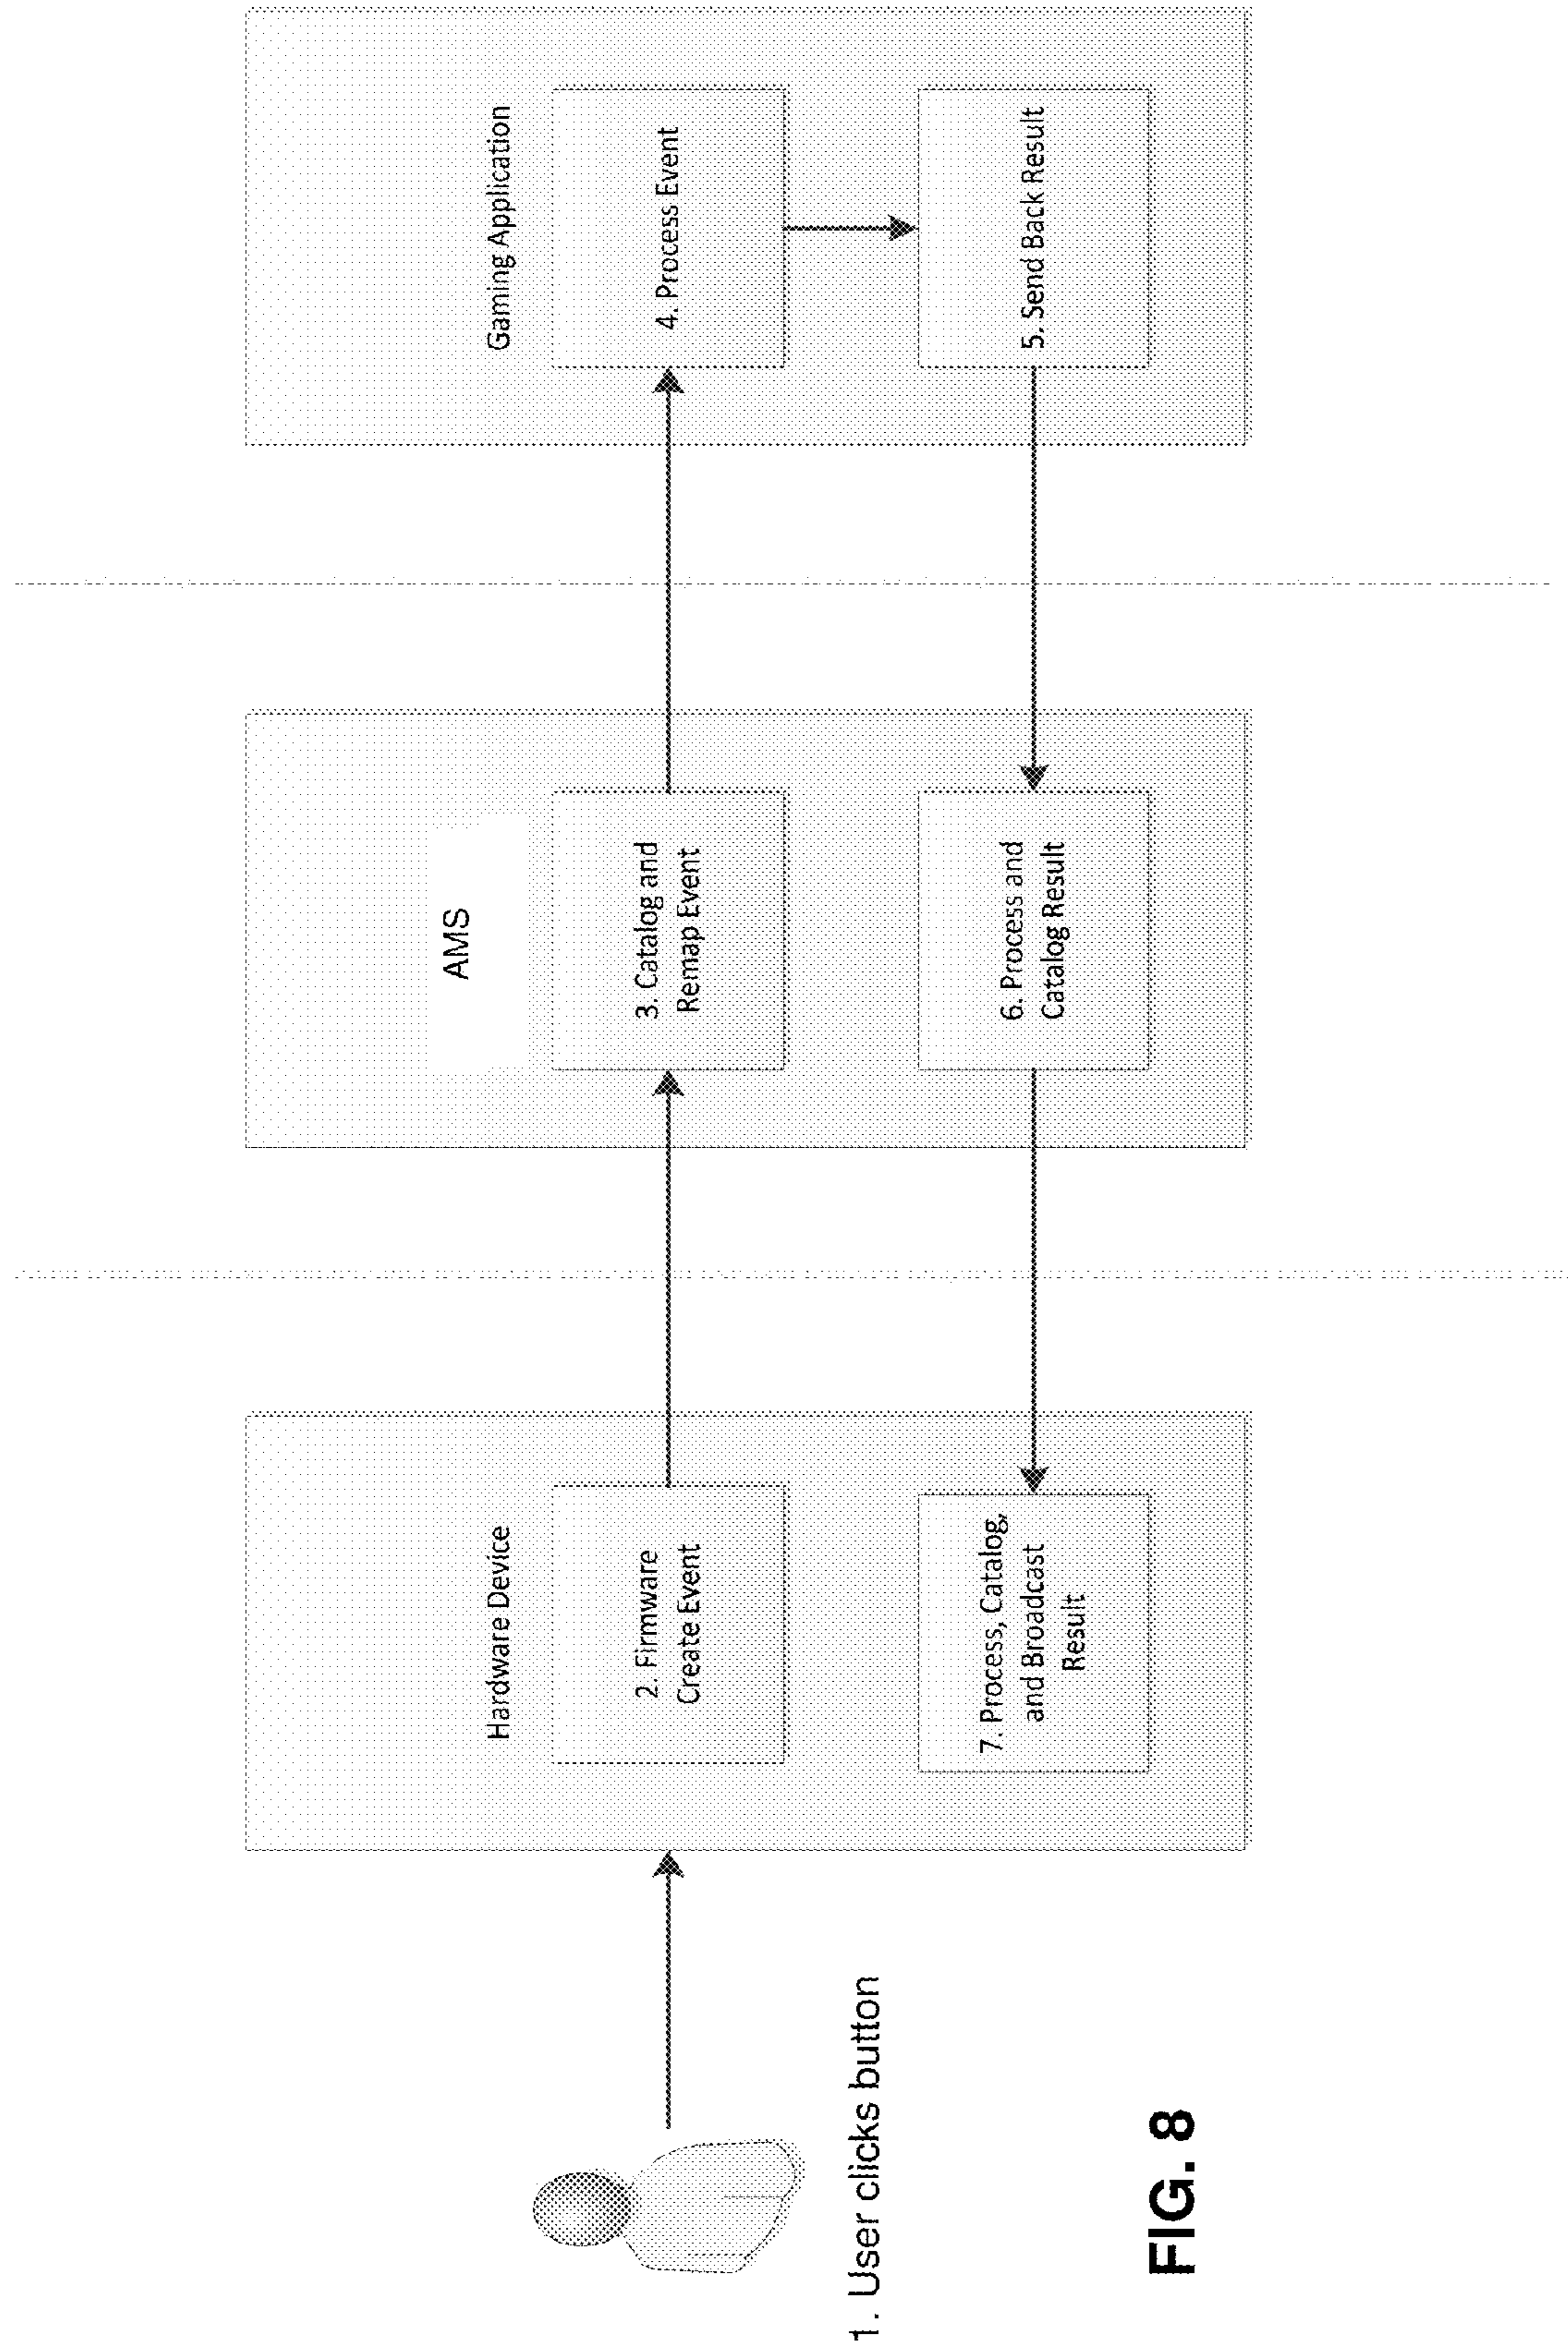 1. User clicks button
Hardware Device
2. Firmware
Create Event
7. Process, Catalog,
and Broadcast
Result
AMS
3. Catalog and
Remap Event
6. Process and
Catalog Result
Gaming Application
4. Process Event
5. Send Back Result
FIG. 8